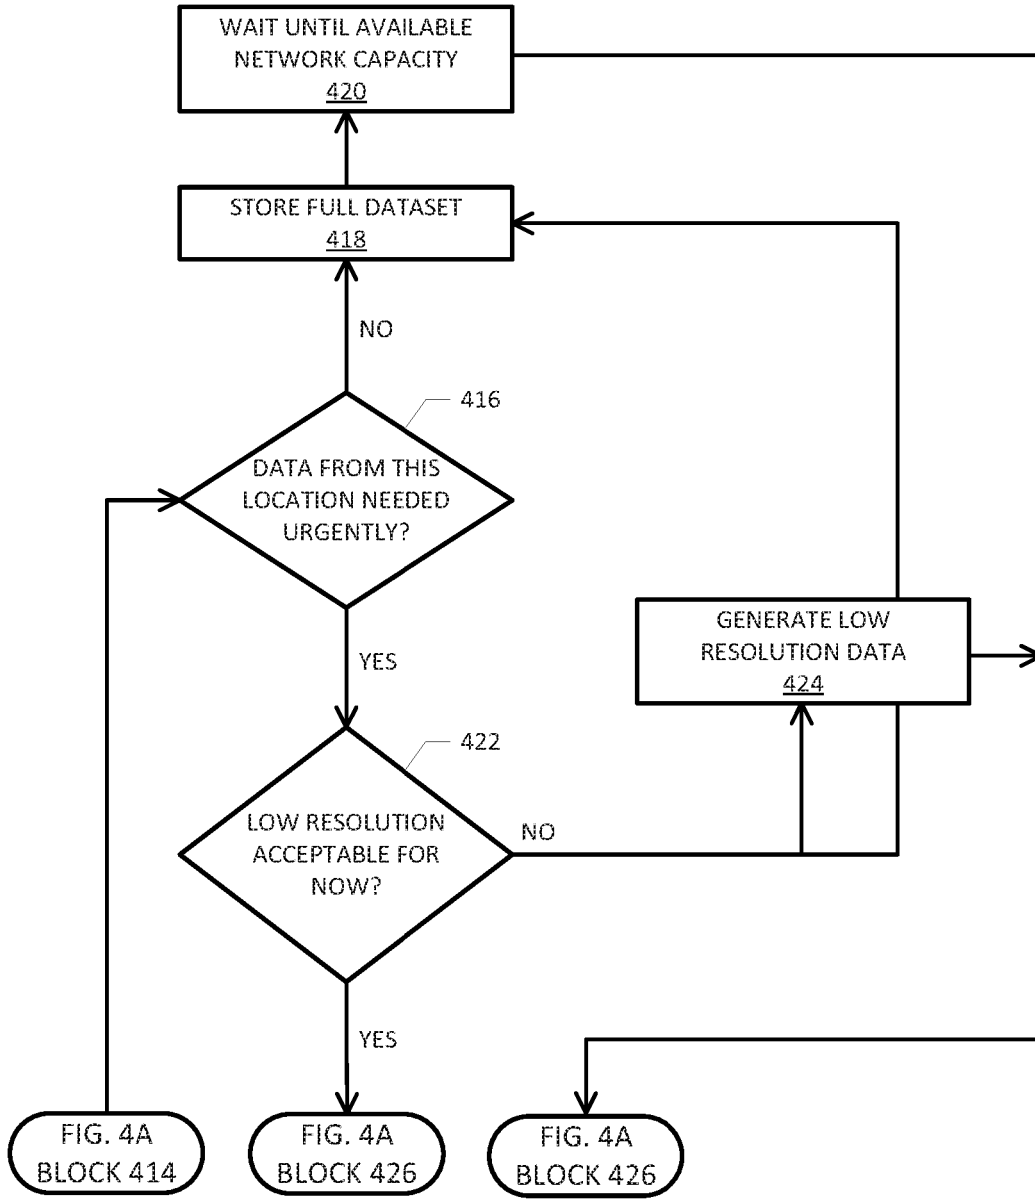 WAIT UNTIL AVAILABLE
NETWORK CAPACITY
420
STORE FULL DATASET
418
NO
416
DATA FROM THIS
LOCATION NEEDED
URGENTLY?
GENERATE LOW
RESOLUTION DATA
424
YES
422
LOW RESOLUTION
ACCEPTABLE FOR
NOW?
NO
YES
FIG. 4A
BLOCK 414
FIG. 4A
BLOCK 426
FIG. 4A
BLOCK 426